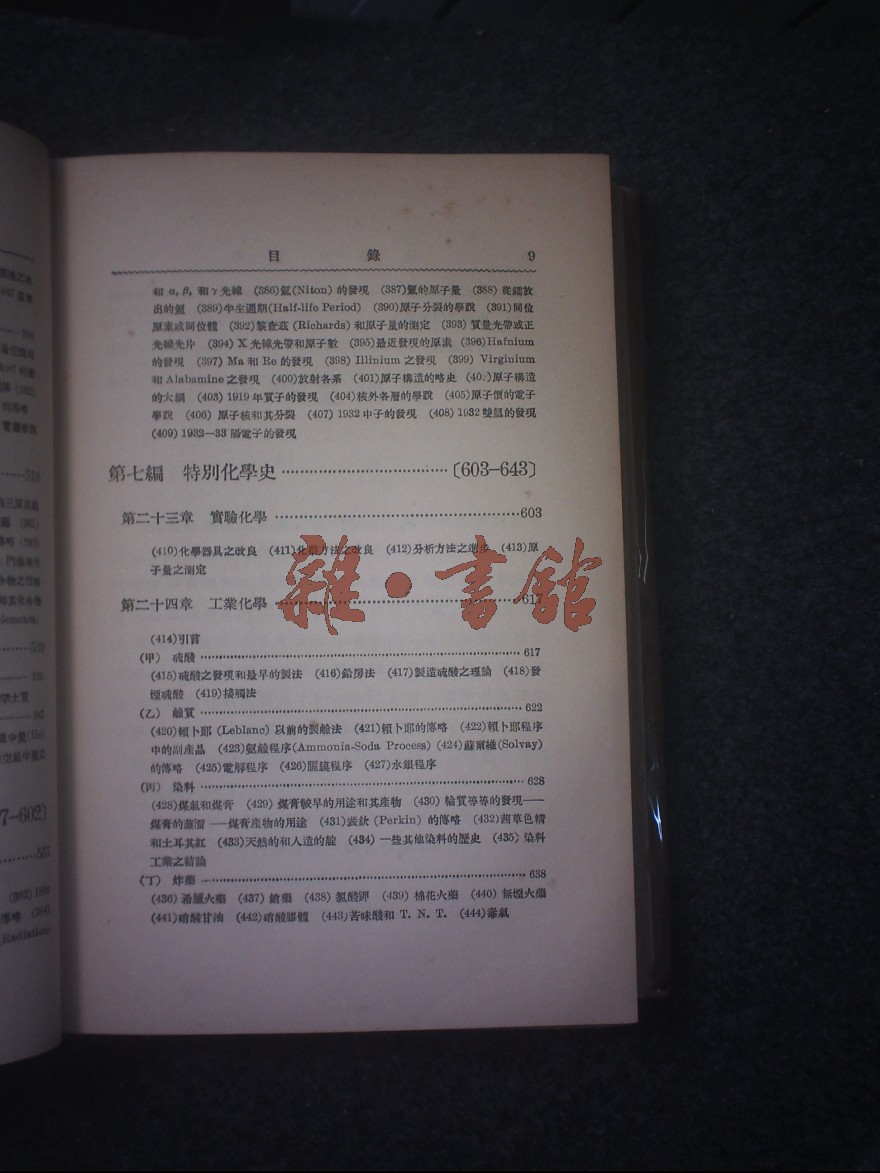 目錄 9
和 α, β, 和 γ 光線 (386)氡(Niton) 的發現 (387)氡的原子量 (388) 從鐳放
出的氦 (389)半生週期(Half-life Period) (390)原子分裂的學說 (391)同位
原素或同位體 (392)黎查茲 (Richards) 和原子量的測定 (393) 質量光帶或正
光線光片 (394) X 光線光帶和原子數 (395)最近發現的原素 (396)Hafnium
的發現 (397) Ma 和 Re 的發現 (398) Illinium 之發現 (399) Virginium
和 Alabamine 之發現 (400)放射各系 (401)原子構造的略史 (402)原子構造
的大綱 (403) 1919 年質子的發現 (404)核外各層的學說 (405)原子價的電子
學說 (406) 原子核和其分裂 (407) 1932 中子的發現 (408) 1932 雙氫的發現
(409) 1932—33 陽電子的發現
第七編 特別化學史 〔603-643〕
第二十三章 實驗化學 603
(410)化學器具之改良 (411)化學方法之改良 (412)分析方法之進步 (413)原
子量之測定
第二十四章 工業化學 617
(414)引言
(甲) 硫酸 617
(415)硫酸之發現和最早的製法 (416)鉛房法 (417)製造硫酸之理論 (418)發
煙硫酸 (419)接觸法
(乙) 鹼質 622
(420)賴卜耶 (Leblanc) 以前的製鹼法 (421)賴卜耶的傳略 (422)賴卜耶程序
中的副產品 (423)氨鹼程序(Ammonia-Soda Process) (424)蘇爾維(Solvay)
的傳略 (425)電解程序 (426)隔鏡程序 (427)水銀程序
(丙) 染料 628
(428)煤氣和煤膏 (429) 煤膏較早的用途和其產物 (430) 輪質等等的發現——
煤膏的蒸溜——煤膏產物的用途 (431)裴欽 (Perkin) 的傳略 (432)茜草色精
和土耳其紅 (433)天然的和人造的靛 (434) 一些其他染料的歷史 (435) 染料
工業之結論
(丁) 炸藥 638
(436) 希臘火藥 (437) 鎗藥 (438) 氯酸鉀 (439) 棉花火藥 (440) 無煙火藥
(441)硝酸甘油 (442)硝酸膠體 (443)苦味酸和 T. N. T. (444)毒氣
雜·書館